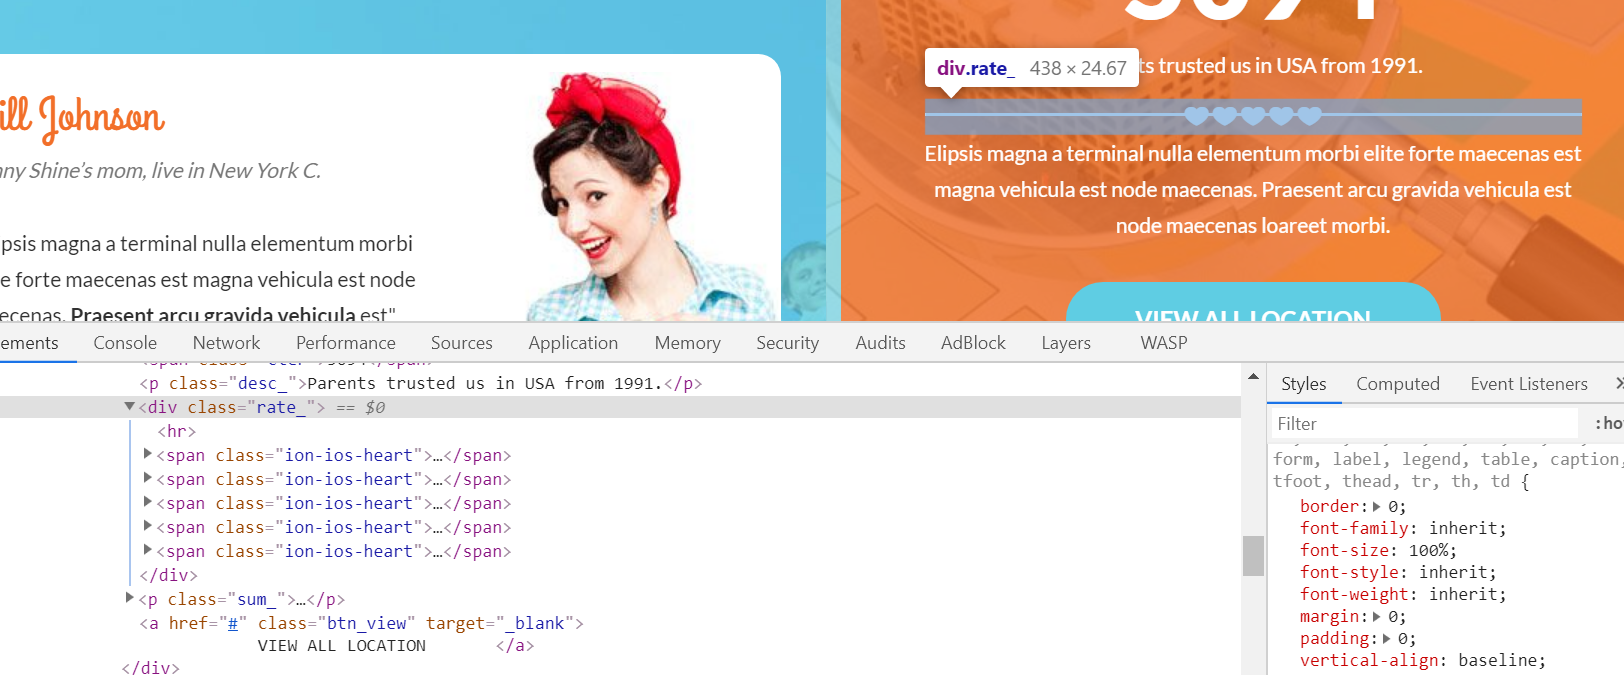 div.rate_ 438 × 24.67
ts trusted us in USA from 1991.
Elipsis magna a terminal nulla elementum morbi elite forte maecenas est
magna vehicula est node maecenas. Praesent arcu gravida vehicula est
node maecenas loareet morbi.
VIEW ALL LOCATION
ill Johnson
nny Shine’s mom, live in New York C.
ipsis magna a terminal nulla elementum morbi
e forte maecenas est magna vehicula est node
ecenas. Praesent arcu gravida vehicula est"
ements Console Network Performance Sources Application Memory Security Audits AdBlock Layers WASP
<p class="desc_">Parents trusted us in USA from 1991.</p>
<div class="rate_"> == $0
<hr>
<span class="ion-ios-heart">…</span>
<span class="ion-ios-heart">…</span>
<span class="ion-ios-heart">…</span>
<span class="ion-ios-heart">…</span>
<span class="ion-ios-heart">…</span>
</div>
<p class="sum_">…</p>
<a href="#" class="btn_view" target="_blank">
VIEW ALL LOCATION </a>
</div>
Styles Computed Event Listeners »
Filter :ho
form, label, legend, table, caption,
tfoot, thead, tr, th, td {
border: 0;
font-family: inherit;
font-size: 100%;
font-style: inherit;
font-weight: inherit;
margin: 0;
padding: 0;
vertical-align: baseline;